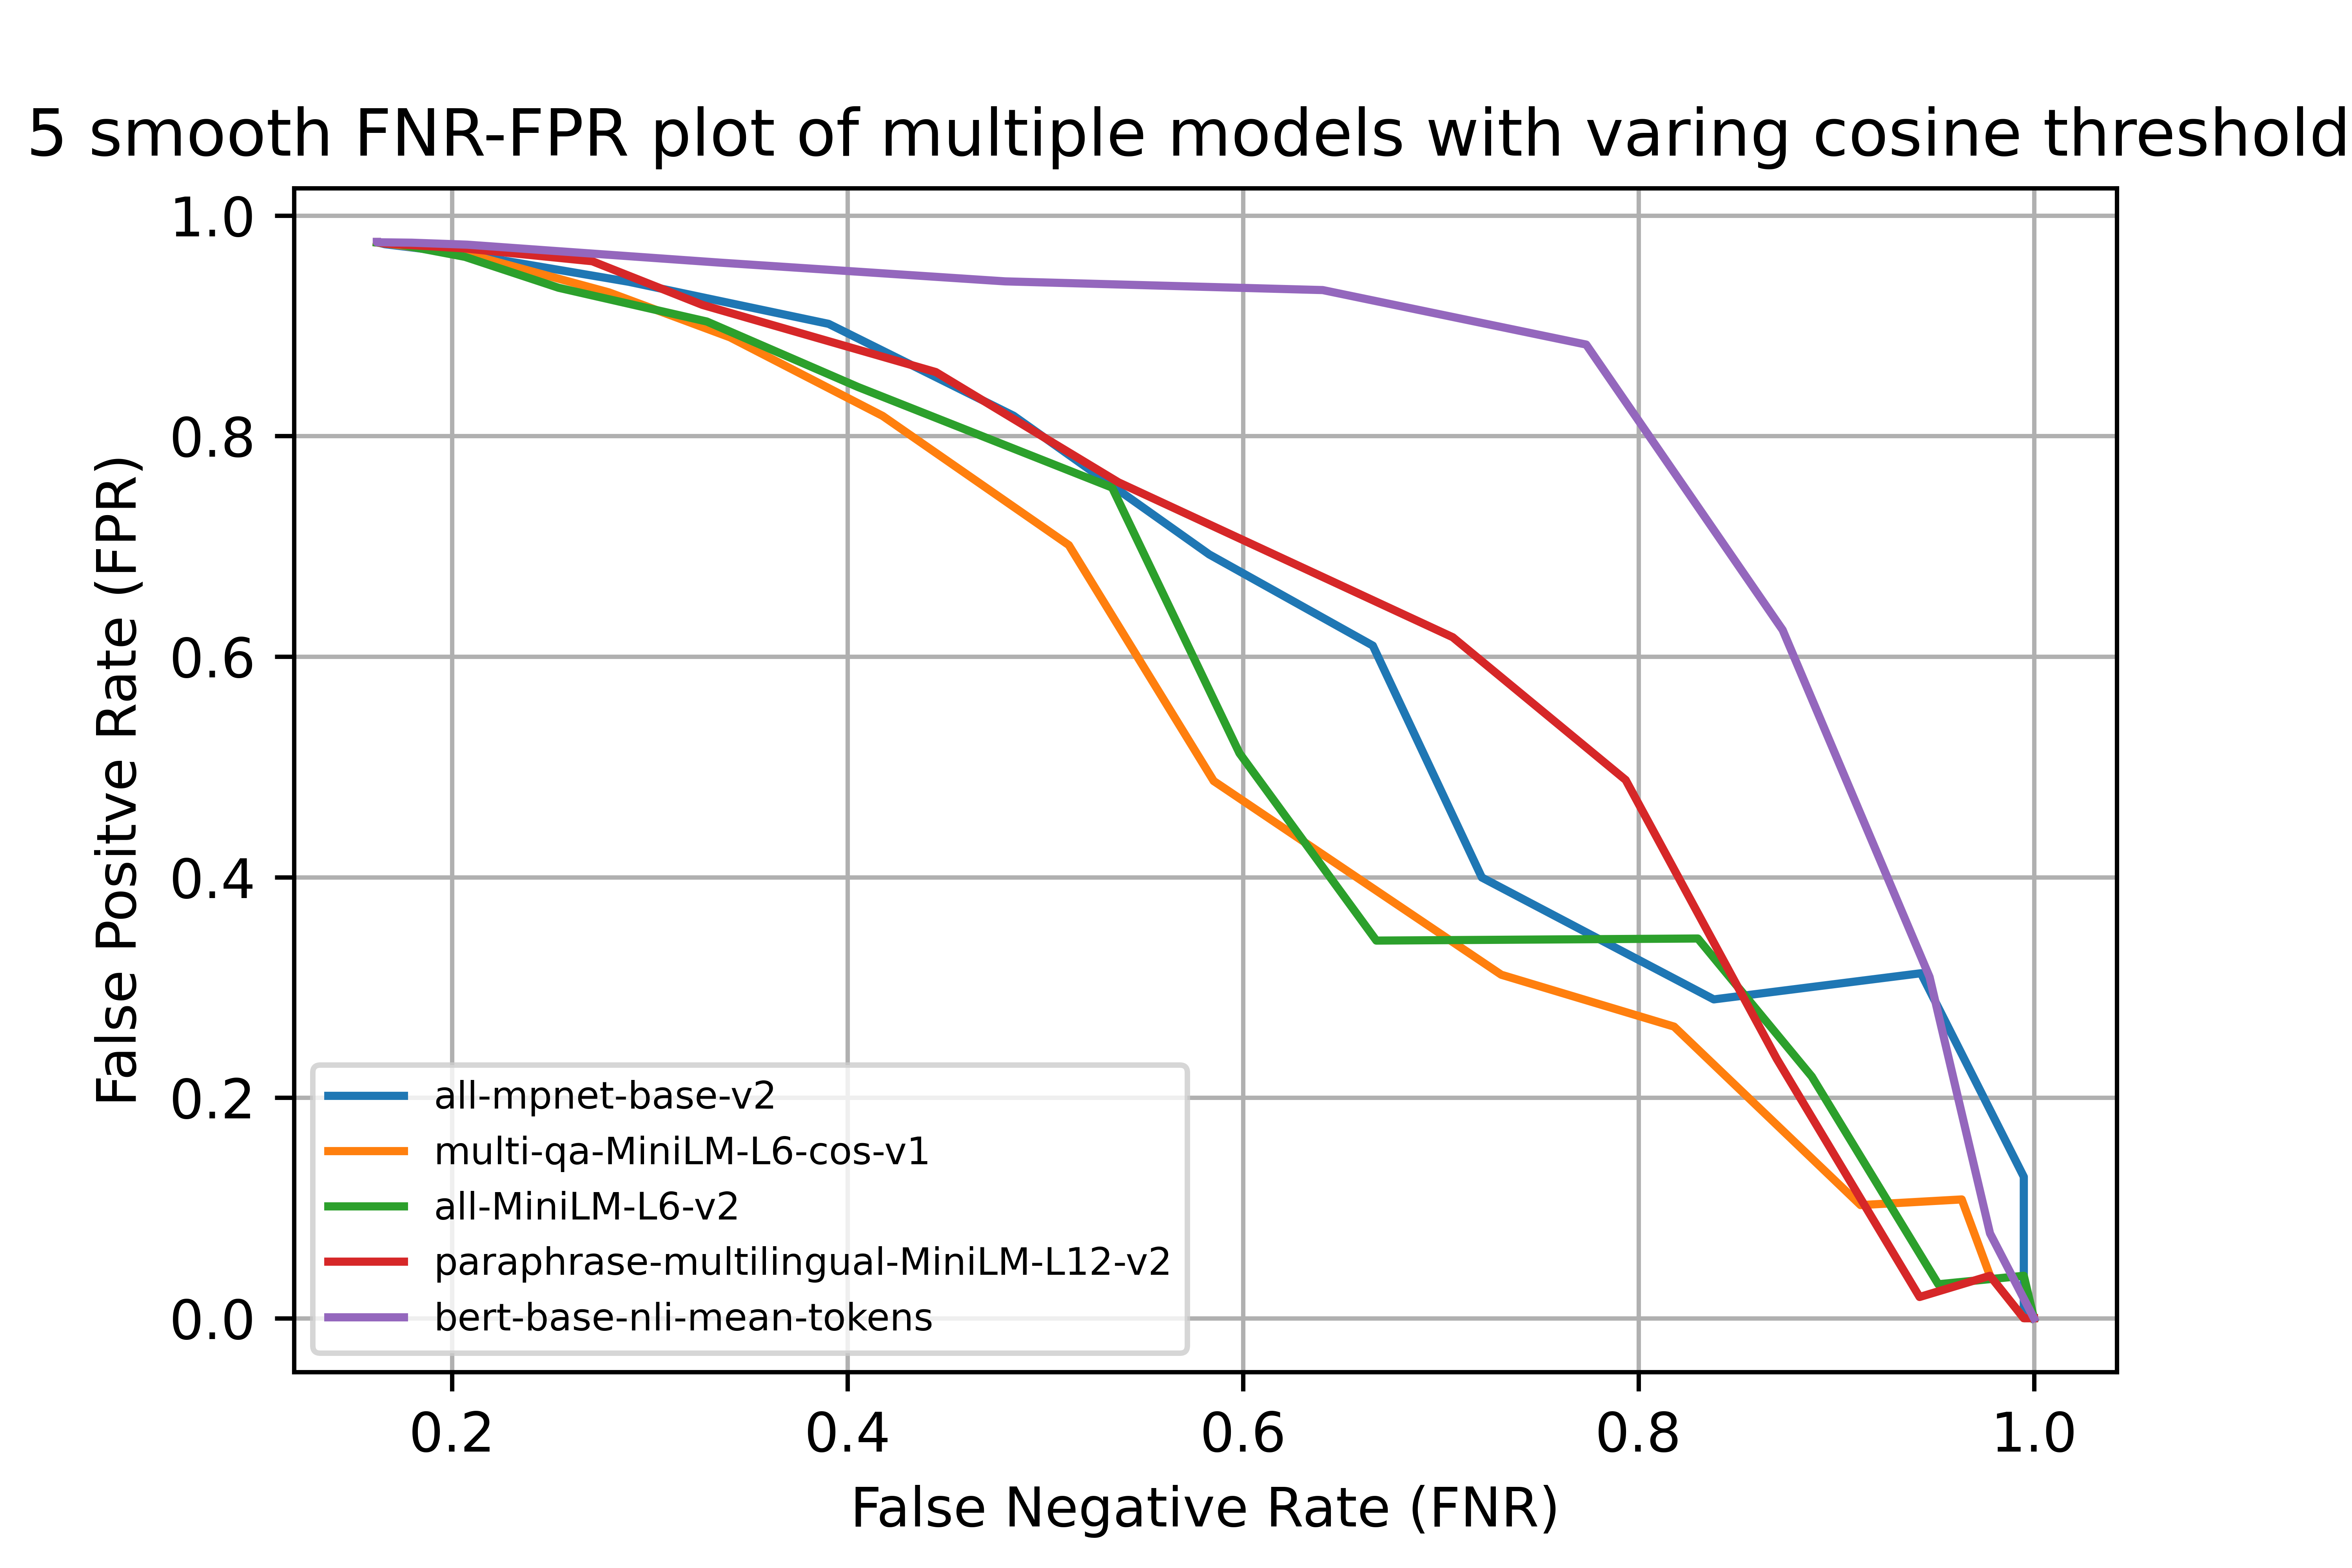 5 smooth FNR-FPR plot of multiple models with varing cosine threshold
1.0
0.8
0.6
0.4
0.2
0.0
False Positve Rate (FPR)
all-mpnet-base-v2
multi-qa-MiniLM-L6-cos-v1
all-MiniLM-L6-v2
paraphrase-multilingual-MiniLM-L12-v2
bert-base-nli-mean-tokens
0.2 0.4 0.6 0.8 1.0
False Negative Rate (FNR)